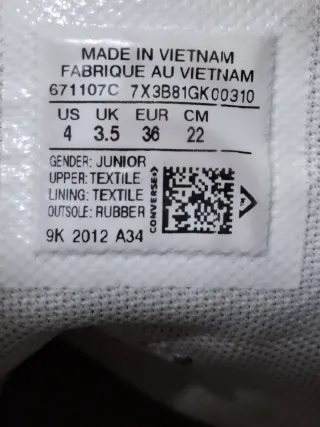 MADE IN VIETNAM
FABRIQUE AU VIETNAM
671107C 7X3B81GK00310
US UK EUR CM
4 3.5 36 22
GENDER: JUNIOR
UPPER: TEXTILE
LINING: TEXTILE
OUTSOLE: RUBBER
CONVERSE
9K 2012 A34